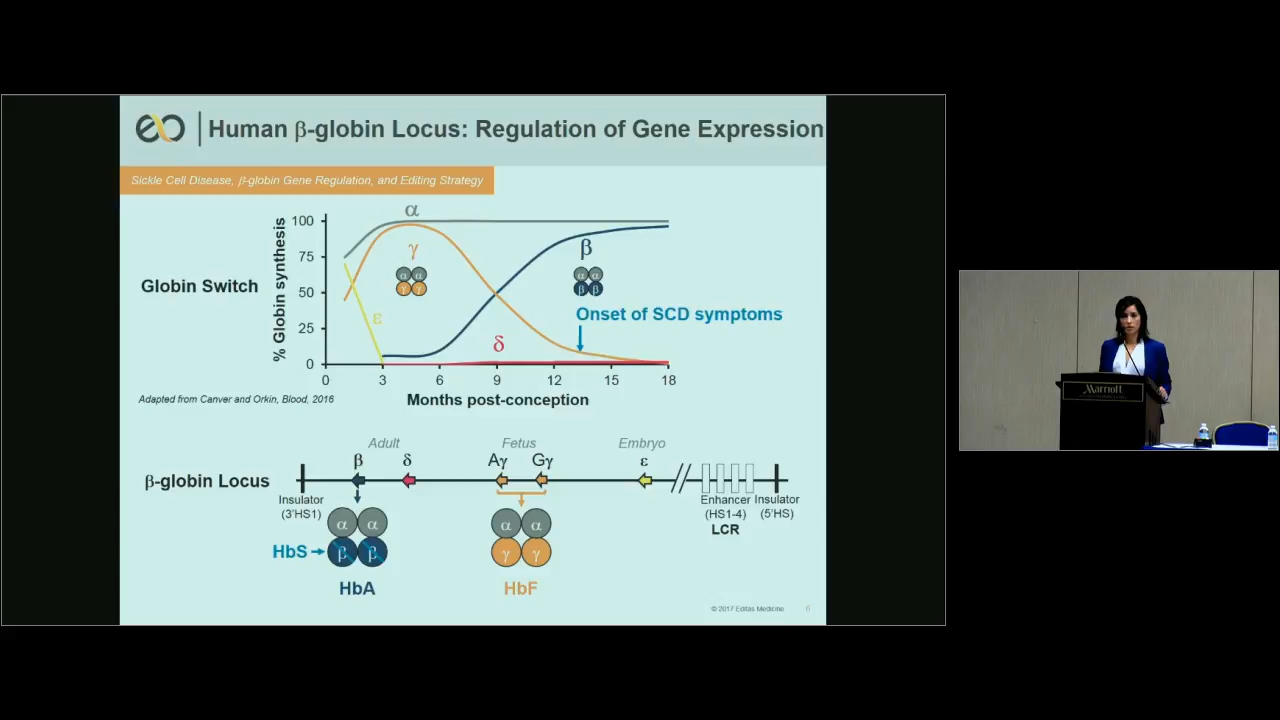 Human β-globin Locus: Regulation of Gene Expression
Sickle Cell Disease, β-globin Gene Regulation, and Editing Strategy
Globin Switch
% Globin synthesis
100
75
50
25
0
α
γ
ε
β
δ
α α
γ γ
α α
β β
Onset of SCD symptoms
0 3 6 9 12 15 18
Months post-conception
Adapted from Canver and Orkin, Blood, 2016
Adult Fetus Embryo
β δ Aγ Gγ ε
β-globin Locus
Insulator
(3'HS1)
Enhancer
(HS1-4)
LCR
Insulator
(5'HS)
α α
β β
HbS
HbA
α α
γ γ
HbF
© 2017 Editas Medicine 6
Marriott